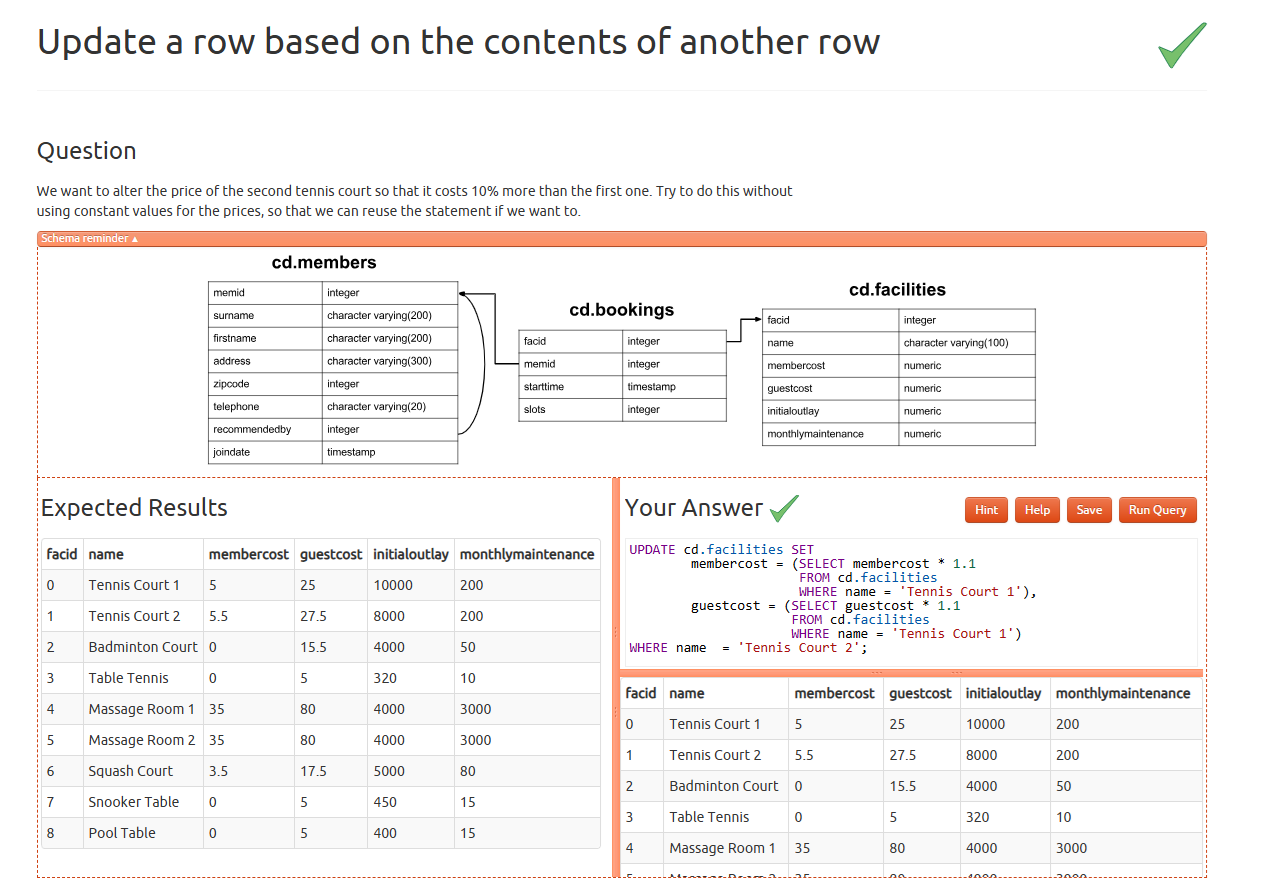 Update a row based on the contents of another row
Question
We want to alter the price of the second tennis court so that it costs 10% more than the first one. Try to do this without
using constant values for the prices, so that we can reuse the statement if we want to.
Schema reminder ▴
cd.members
memid integer
surname character varying(200)
firstname character varying(200)
address character varying(300)
zipcode integer
telephone character varying(20)
recommendedby integer
joindate timestamp
cd.bookings
facid integer
memid integer
starttime timestamp
slots integer
cd.facilities
facid integer
name character varying(100)
membercost numeric
guestcost numeric
initialoutlay numeric
monthlymaintenance numeric
Expected Results
facid name membercost guestcost initialoutlay monthlymaintenance
0 Tennis Court 1 5 25 10000 200
1 Tennis Court 2 5.5 27.5 8000 200
2 Badminton Court 0 15.5 4000 50
3 Table Tennis 0 5 320 10
4 Massage Room 1 35 80 4000 3000
5 Massage Room 2 35 80 4000 3000
6 Squash Court 3.5 17.5 5000 80
7 Snooker Table 0 5 450 15
8 Pool Table 0 5 400 15
Your Answer
Hint Help Save Run Query
UPDATE cd.facilities SET
membercost = (SELECT membercost * 1.1
FROM cd.facilities
WHERE name = 'Tennis Court 1'),
guestcost = (SELECT guestcost * 1.1
FROM cd.facilities
WHERE name = 'Tennis Court 1')
WHERE name  = 'Tennis Court 2';
facid name membercost guestcost initialoutlay monthlymaintenance
0 Tennis Court 1 5 25 10000 200
1 Tennis Court 2 5.5 27.5 8000 200
2 Badminton Court 0 15.5 4000 50
3 Table Tennis 0 5 320 10
4 Massage Room 1 35 80 4000 3000